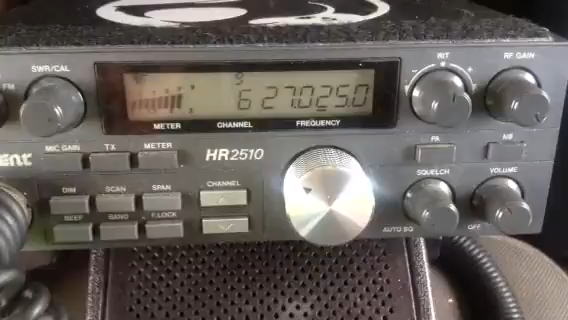 SWR/CAL
FM
RIT
RF GAIN
6 27.025.0
METER CHANNEL FREQUENCY
MIC GAIN TX METER
HR2510
PA NB
DIM SCAN SPAN
CHANNEL
SQUELCH VOLUME
BEEP BAND F.LOCK
AUTO SQ OFF